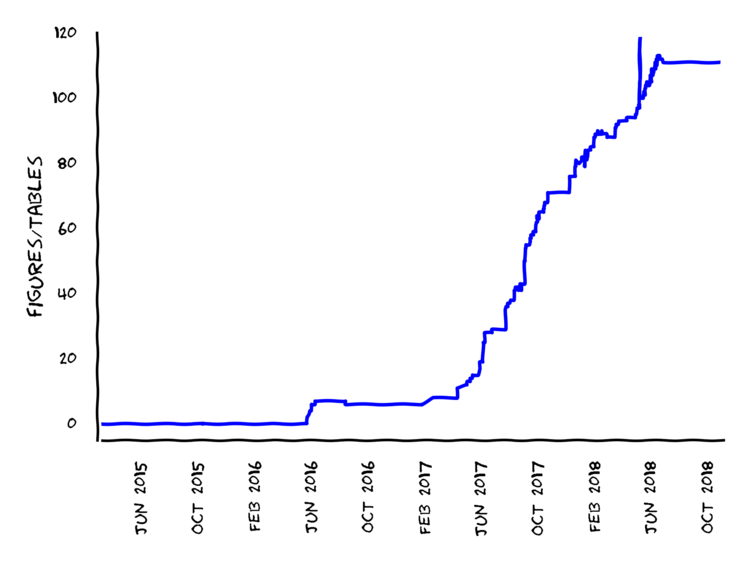 120
100
80
60
40
20
0
FIGURES/TABLES
JUN 2015
OCT 2015
FEB 2016
JUN 2016
OCT 2016
FEB 2017
JUN 2017
OCT 2017
FEB 2018
JUN 2018
OCT 2018